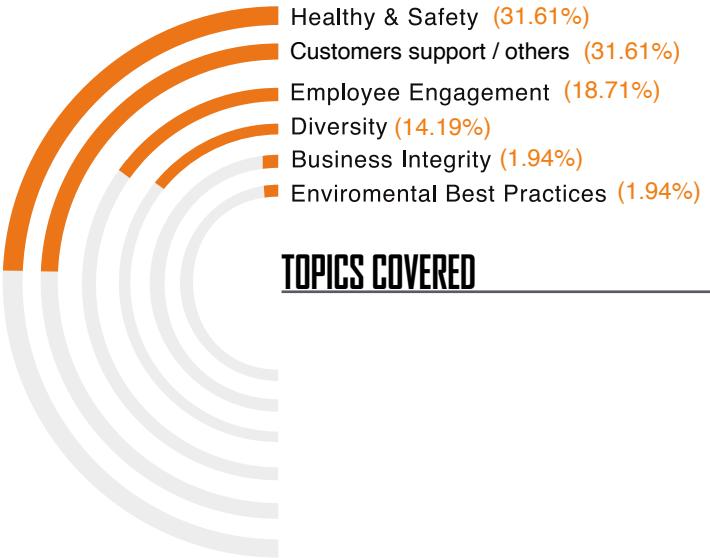 Healthy & Safety (31.61%)
Customers support / others (31.61%)
Employee Engagement (18.71%)
Diversity (14.19%)
Business Integrity (1.94%)
Enviromental Best Practices (1.94%)
TOPICS COVERED